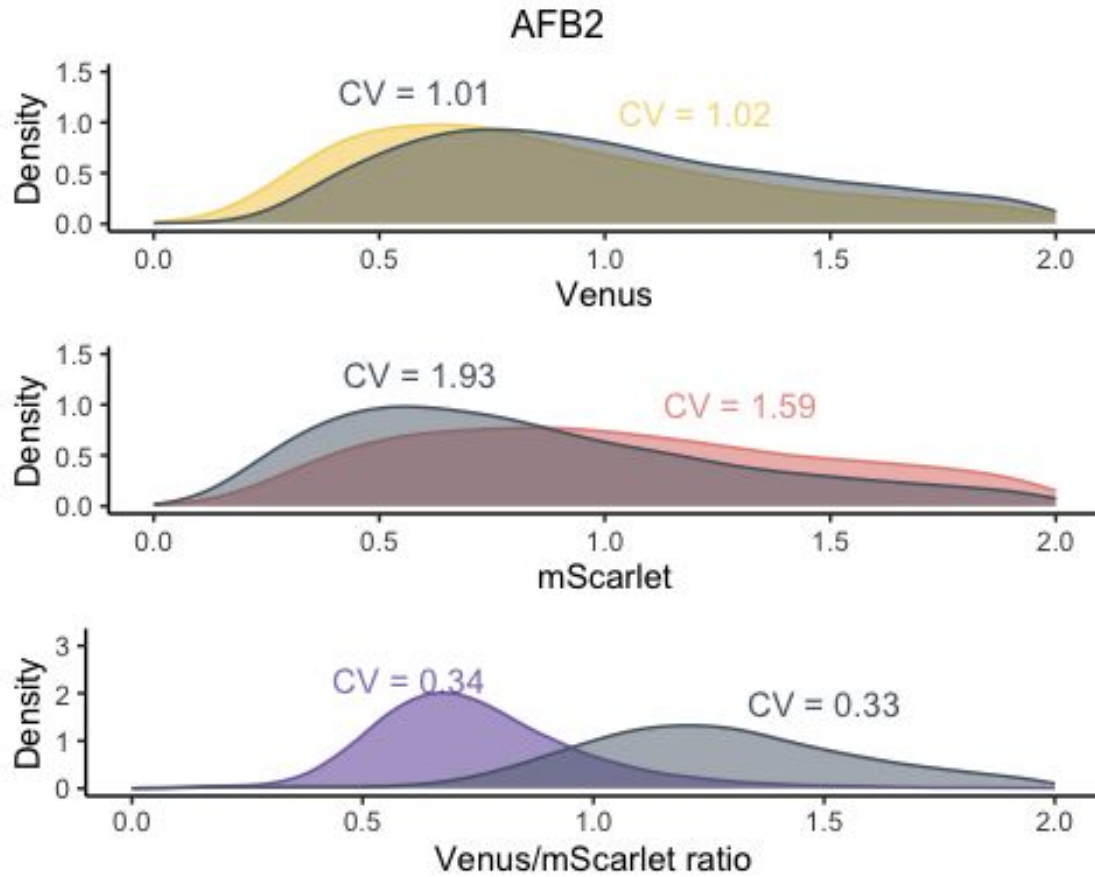 AFB2
CV = 1.01
CV = 1.02
Density
1.5
1.0
0.5
0.0
0.0 0.5 1.0 1.5 2.0
Venus
CV = 1.93
CV = 1.59
Density
1.5
1.0
0.5
0.0
0.0 0.5 1.0 1.5 2.0
mScarlet
CV = 0.34
CV = 0.33
Density
3
2
1
0
0.0 0.5 1.0 1.5 2.0
Venus/mScarlet ratio